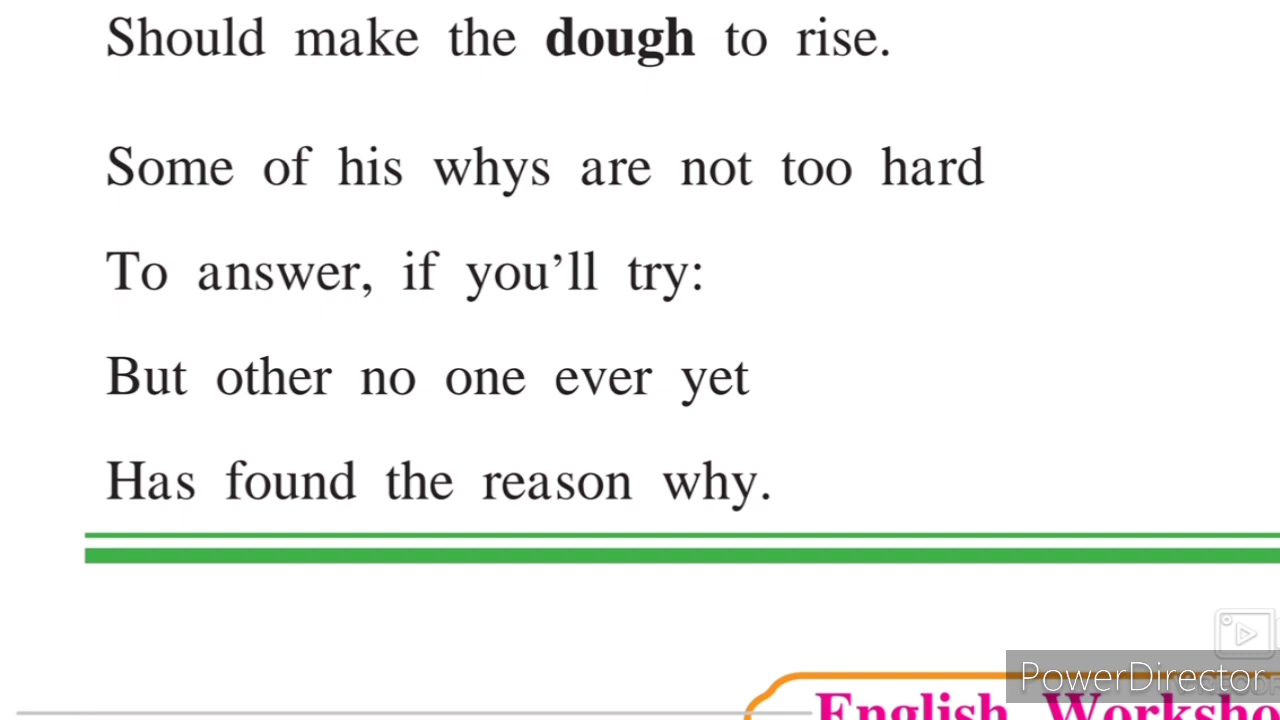 Should make the dough to rise.
Some of his whys are not too hard
To answer, if you'll try:
But other no one ever yet
Has found the reason why.
PowerDirector
English